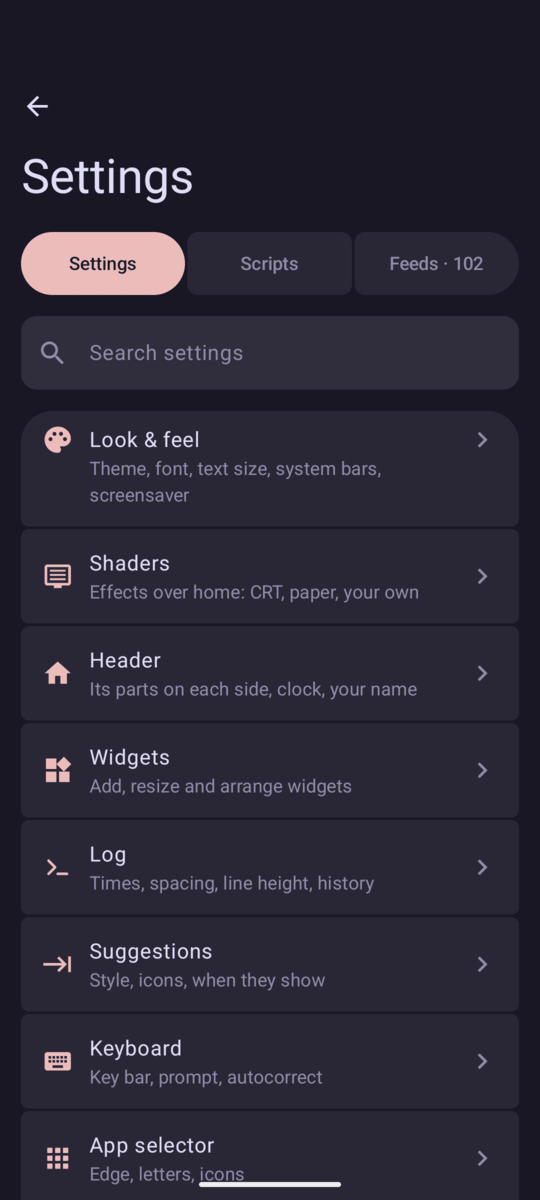 Settings
Settings
Scripts
Feeds · 102
Search settings
Look & feel
Theme, font, text size, system bars,
screensaver
Shaders
Effects over home: CRT, paper, your own
Header
Its parts on each side, clock, your name
Widgets
Add, resize and arrange widgets
Log
Times, spacing, line height, history
Suggestions
Style, icons, when they show
Keyboard
Key bar, prompt, autocorrect
App selector
Edge, letters, icons